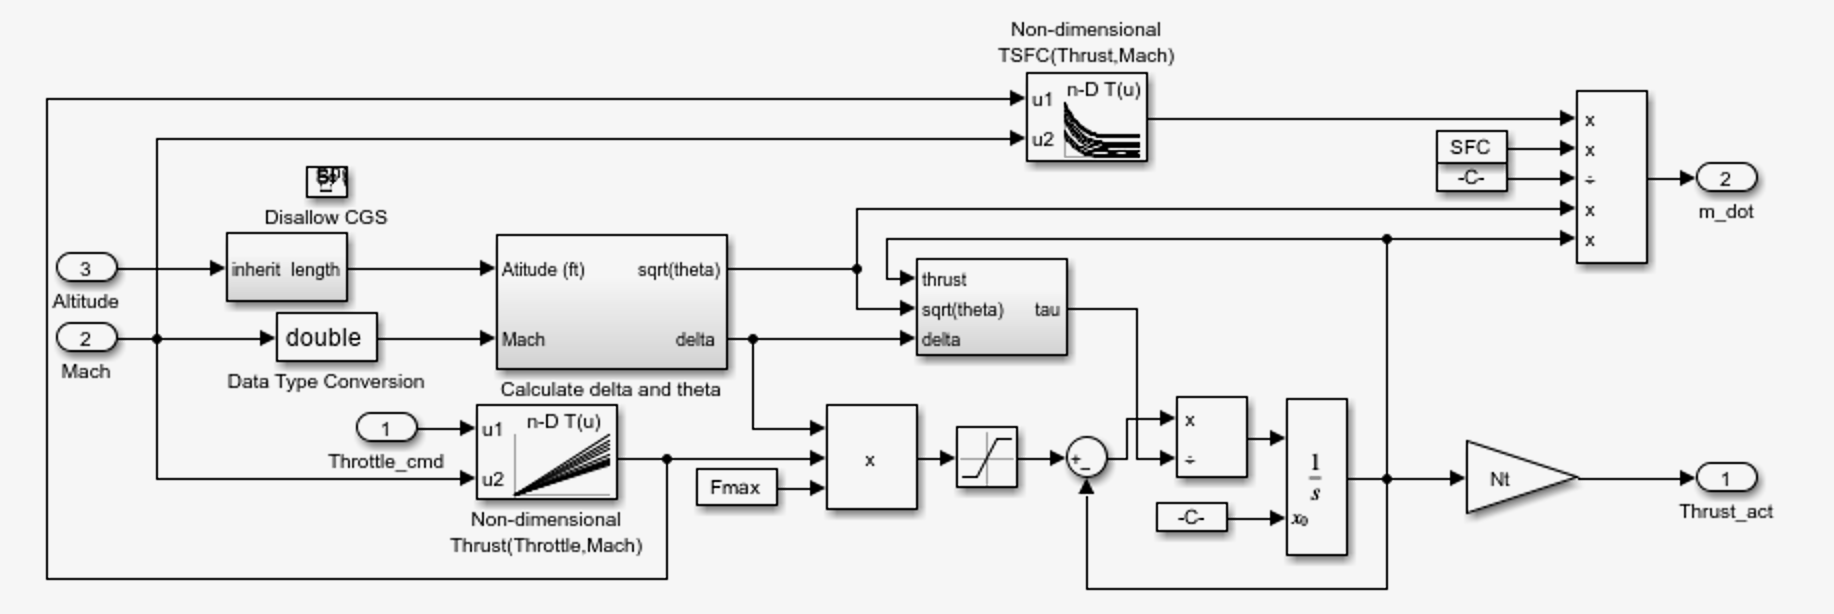 Non-dimensional
TSFC(Thrust,Mach)
n-D T(u)
u1
u2
x
SFC
x
-C-
÷
x
x
2
m_dot
Disallow CGS
3
Altitude
inherit length
Atitude (ft)
sqrt(theta)
thrust
sqrt(theta)
tau
delta
2
Mach
double
Data Type Conversion
Mach
delta
Calculate delta and theta
1
Throttle_cmd
n-D T(u)
u1
u2
Non-dimensional
Thrust(Throttle,Mach)
Fmax
x
+
-
x
÷
-C-
1
s
x₀
Nt
1
Thrust_act